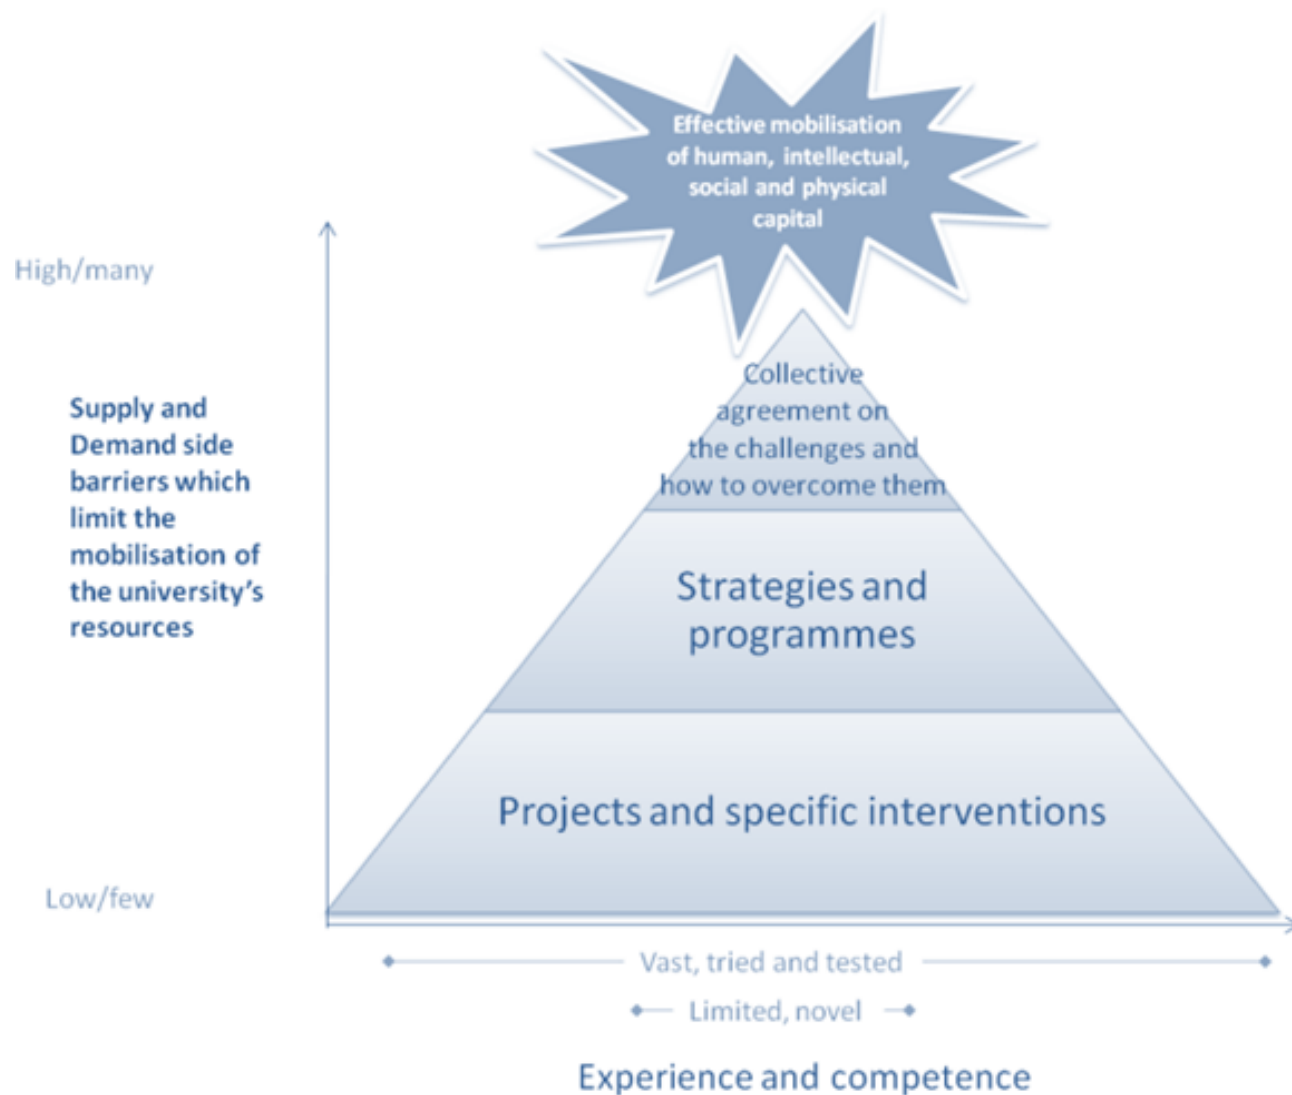 Effective mobilisation
of human, intellectual,
social and physical
capital
High/many
Collective
agreement on
the challenges and
how to overcome them
Supply and
Demand side
barriers which
limit the
mobilisation of
the university's
resources
Strategies and
programmes
Projects and specific interventions
Low/few
Vast, tried and tested
Limited, novel
Experience and competence